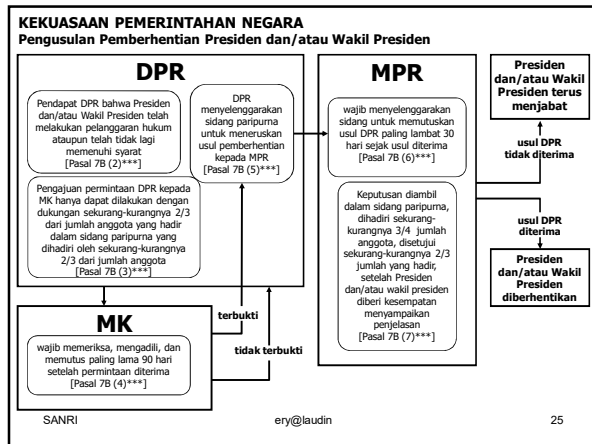 KEKUASAAN PEMERINTAHAN NEGARA
Pengusulan Pemberhentian Presiden dan/atau Wakil Presiden
DPR
Pendapat DPR bahwa Presiden
dan/atau Wakil Presiden telah
melakukan pelanggaran hukum
ataupun telah tidak lagi
memenuhi syarat
[Pasal 7B (2)***]
DPR
menyelenggarakan
sidang paripurna
untuk meneruskan
usul pemberhentian
kepada MPR
[Pasal 7B (5)***]
Pengajuan permintaan DPR kepada
MK hanya dapat dilakukan dengan
dukungan sekurang-kurangnya 2/3
dari jumlah anggota yang hadir
dalam sidang paripurna yang
dihadiri oleh sekurang-kurangnya
2/3 dari jumlah anggota
[Pasal 7B (3)***]
MK
wajib memeriksa, mengadili, dan
memutus paling lama 90 hari
setelah permintaan diterima
[Pasal 7B (4)***]
terbukti
tidak terbukti
MPR
wajib menyelenggarakan
sidang untuk memutuskan
usul DPR paling lambat 30
hari sejak usul diterima
[Pasal 7B (6)***]
Keputusan diambil
dalam sidang paripurna,
dihadiri sekurang-
kurangnya 3/4 jumlah
anggota, disetujui
sekurang-kurangnya 2/3
jumlah yang hadir,
setelah Presiden
dan/atau wakil presiden
diberi kesempatan
menyampaikan
penjelasan
[Pasal 7B (7)***]
Presiden
dan/atau Wakil
Presiden terus
menjabat
usul DPR
tidak diterima
usul DPR
diterima
Presiden
dan/atau Wakil
Presiden
diberhentikan
SANRI
ery@laudin
25